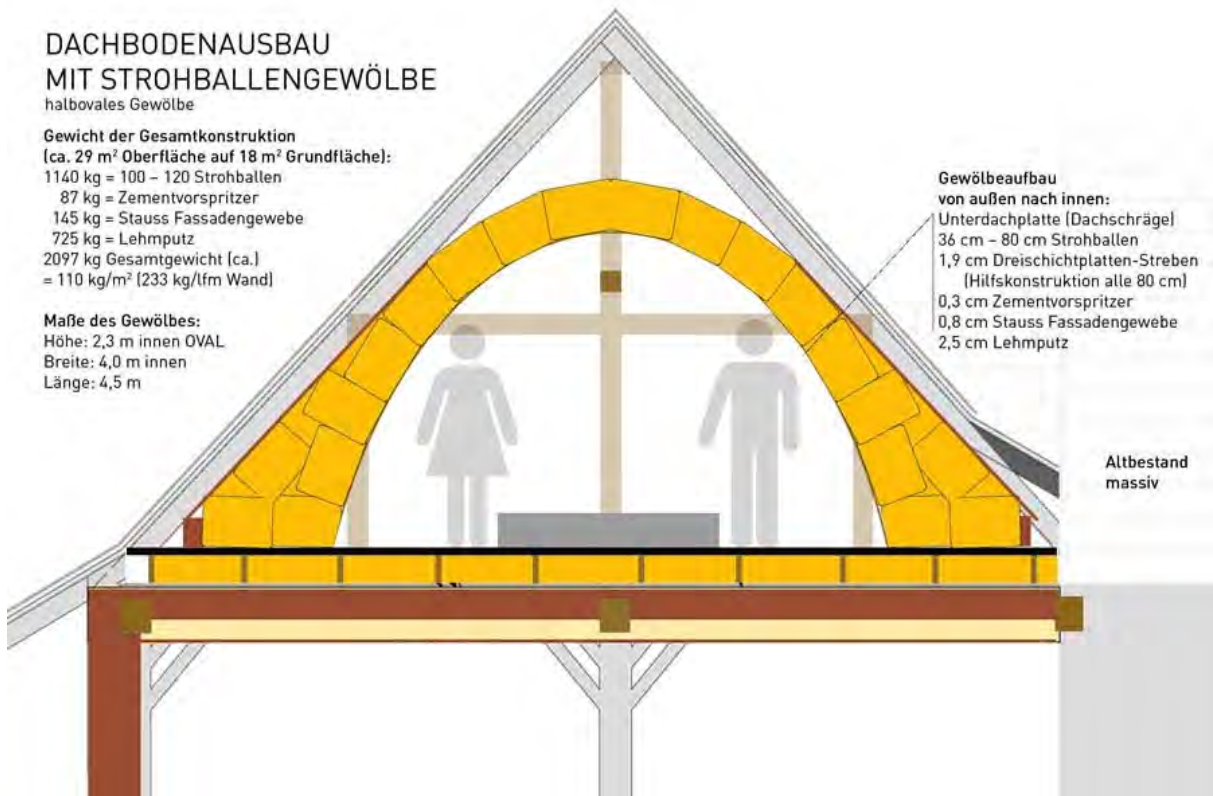 DACHBODENAUSBAU
MIT STROHBALLENGEWÖLBE
halbovales Gewölbe
Gewicht der Gesamtkonstruktion
(ca. 29 m² Oberfläche auf 18 m² Grundfläche):
1140 kg = 100 – 120 Strohballen
87 kg = Zementvorspritzer
145 kg = Stauss Fassadengewebe
725 kg = Lehmputz
2097 kg Gesamtgewicht (ca.)
= 110 kg/m² (233 kg/lfm Wand)
Maße des Gewölbes:
Höhe: 2,3 m innen OVAL
Breite: 4,0 m innen
Länge: 4,5 m
Gewölbeaufbau
von außen nach innen:
Unterdachplatte (Dachschräge)
36 cm – 80 cm Strohballen
1,9 cm Dreischichtplatten-Streben
(Hilfskonstruktion alle 80 cm)
0,3 cm Zementvorspritzer
0,8 cm Stauss Fassadengewebe
2,5 cm Lehmputz
Altbestand
massiv